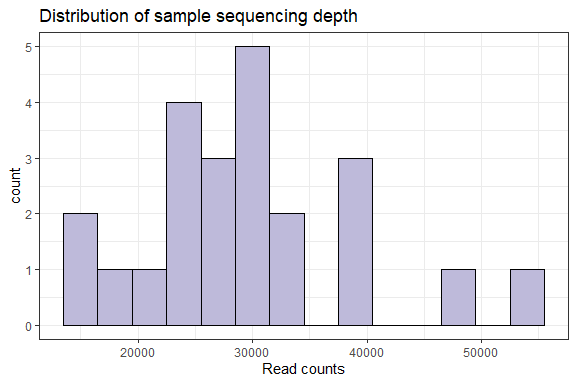 Distribution of sample sequencing depth
5
4
3
2
1
0
count
20000 30000 40000 50000
Read counts